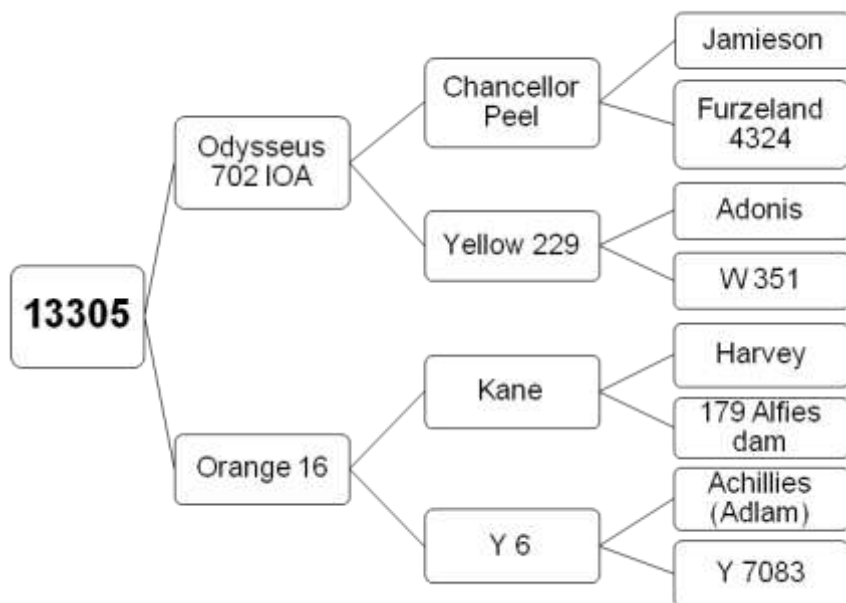 Jamieson
Chancellor
Peel
Furzeland
4324
Odysseus
702 IOA
Adonis
Yellow 229
W 351
13305
Harvey
Kane
179 Alfies
dam
Orange 16
Achillies
(Adlam)
Y 6
Y 7083